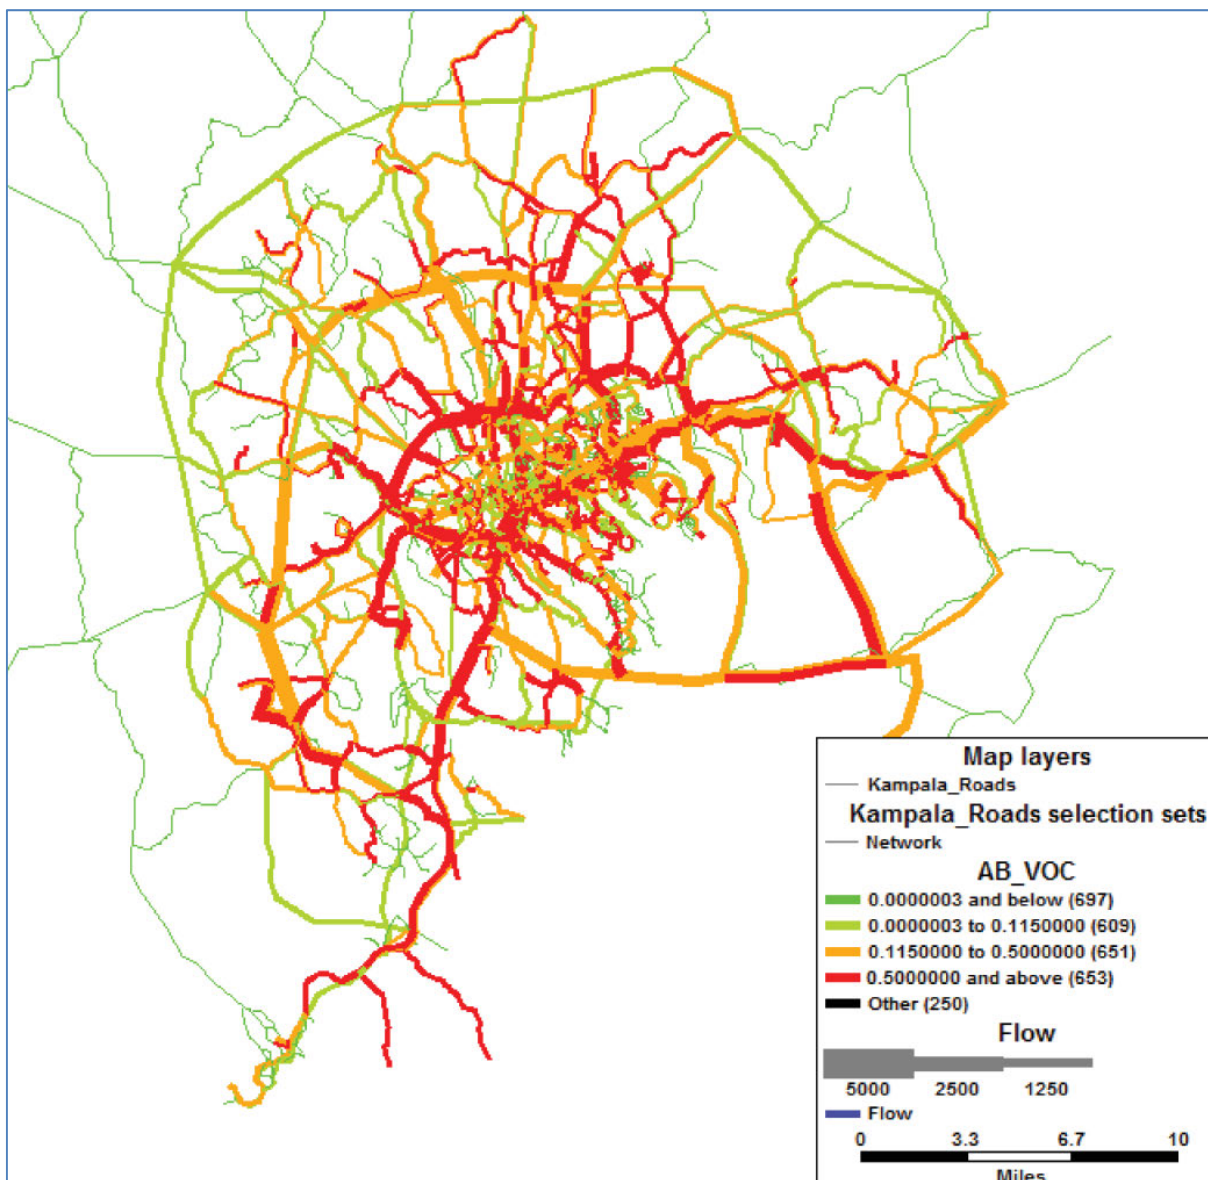 Map layers
Kampala_Roads
Kampala_Roads selection sets
Network
AB_VOC
0.0000003 and below (697)
0.0000003 to 0.1150000 (609)
0.1150000 to 0.5000000 (651)
0.5000000 and above (653)
Other (250)
Flow
5000 2500 1250
Flow
0 3.3 6.7 10
Miles